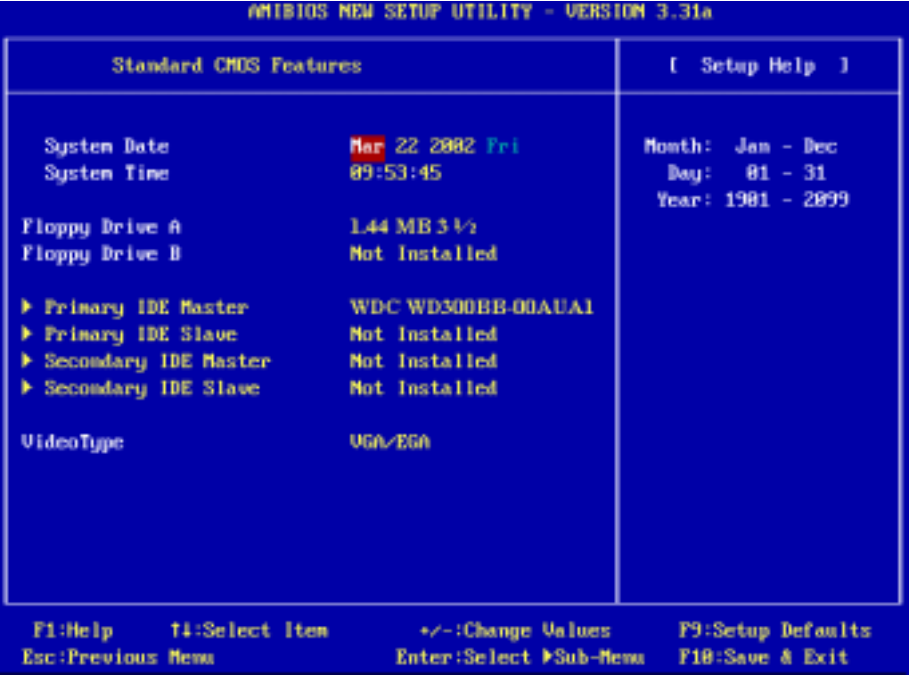 AMIBIOS NEW SETUP UTILITY - VERSION 3.31a
Standard CMOS Features
[ Setup Help ]
System Date Mar 22 2002 Fri
System Time 09:53:45
Floppy Drive A 1.44 MB 3 ½
Floppy Drive B Not Installed
▶ Primary IDE Master WDC WD300BB-00AUA1
▶ Primary IDE Slave Not Installed
▶ Secondary IDE Master Not Installed
▶ Secondary IDE Slave Not Installed
VideoType VGA/EGA
Month: Jan - Dec
Day: 01 - 31
Year: 1901 - 2099
F1:Help ↑↓:Select Item +/-:Change Values F9:Setup Defaults
Esc:Previous Menu Enter:Select ▶Sub-Menu F10:Save & Exit